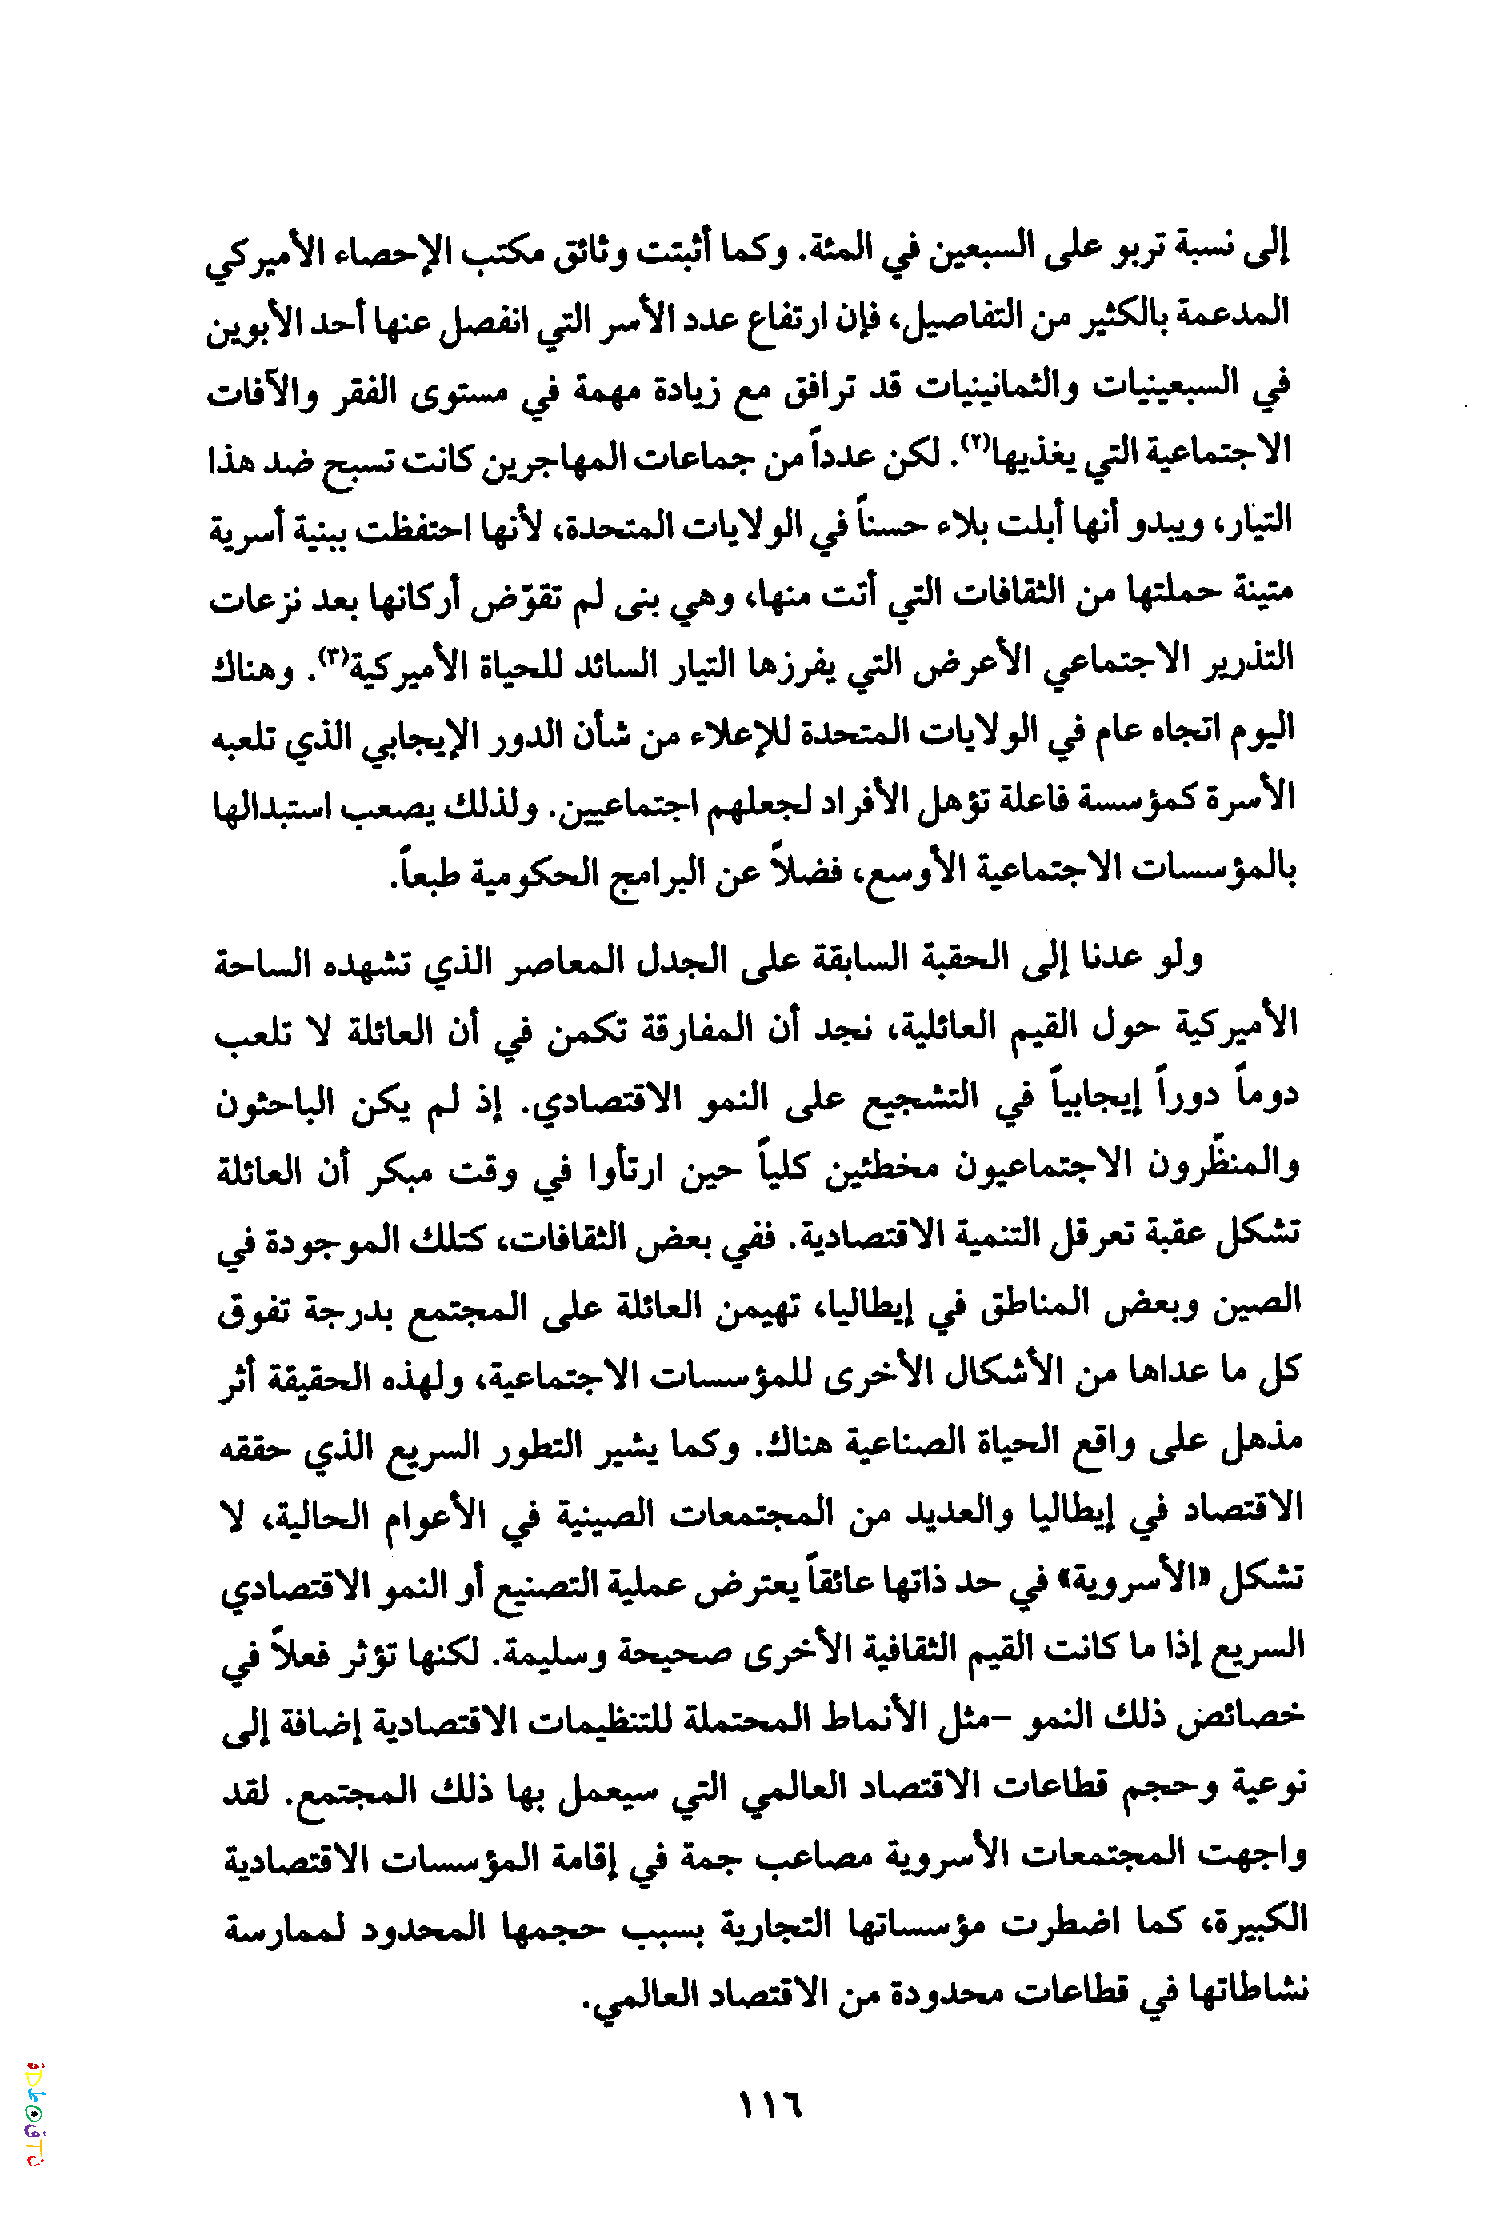 إلى نسبة تربو على السبعين في المئة. وكما أثبتت وثائق مكتب الإحصاء الأميركي
المدعمة بالكثير من التفاصيل، فإن ارتفاع عدد الأسر التي انفصل عنها أحد الأبوين
في السبعينيات والثمانينيات قد ترافق مع زيادة مهمة في مستوى الفقر والآفات
الاجتماعية التي يغذيها(٢). لكن عدداً من جماعات المهاجرين كانت تسبح ضد هذا
التيار، ويبدو أنها أبلت بلاء حسناً في الولايات المتحدة، لأنها احتفظت ببنية أسرية
متينة حملتها من الثقافات التي أتت منها، وهي بنى لم تقوّض أركانها بعد نزعات
التذرير الاجتماعي الأعرض التي يفرزها التيار السائد للحياة الأميركية(٣). وهناك
اليوم اتجاه عام في الولايات المتحدة للإعلاء من شأن الدور الإيجابي الذي تلعبه
الأسرة كمؤسسة فاعلة تؤهل الأفراد لجعلهم اجتماعيين. ولذلك يصعب استبدالها
بالمؤسسات الاجتماعية الأوسع، فضلاً عن البرامج الحكومية طبعاً.
ولو عدنا إلى الحقبة السابقة على الجدل المعاصر الذي تشهده الساحة
الأميركية حول القيم العائلية، نجد أن المفارقة تكمن في أن العائلة لا تلعب
دوماً دوراً إيجابياً في التشجيع على النمو الاقتصادي. إذ لم يكن الباحثون
والمنظّرون الاجتماعيون مخطئين كلياً حين ارتأوا في وقت مبكر أن العائلة
تشكل عقبة تعرقل التنمية الاقتصادية. ففي بعض الثقافات، كتلك الموجودة في
الصين وبعض المناطق في إيطاليا، تهيمن العائلة على المجتمع بدرجة تفوق
كل ما عداها من الأشكال الأخرى للمؤسسات الاجتماعية، ولهذه الحقيقة أثر
مذهل على واقع الحياة الصناعية هناك. وكما يشير التطور السريع الذي حققه
الاقتصاد في إيطاليا والعديد من المجتمعات الصينية في الأعوام الحالية، لا
تشكل «الأسروية» في حد ذاتها عائقاً يعترض عملية التصنيع أو النمو الاقتصادي
السريع إذا ما كانت القيم الثقافية الأخرى صحيحة وسليمة. لكنها تؤثر فعلاً في
خصائص ذلك النمو -مثل الأنماط المحتملة للتنظيمات الاقتصادية إضافة إلى
نوعية وحجم قطاعات الاقتصاد العالمي التي سيعمل بها ذلك المجتمع. لقد
واجهت المجتمعات الأسروية مصاعب جمة في إقامة المؤسسات الاقتصادية
الكبيرة، كما اضطرت مؤسساتها التجارية بسبب حجمها المحدود لممارسة
نشاطاتها في قطاعات محدودة من الاقتصاد العالمي.
١١٦